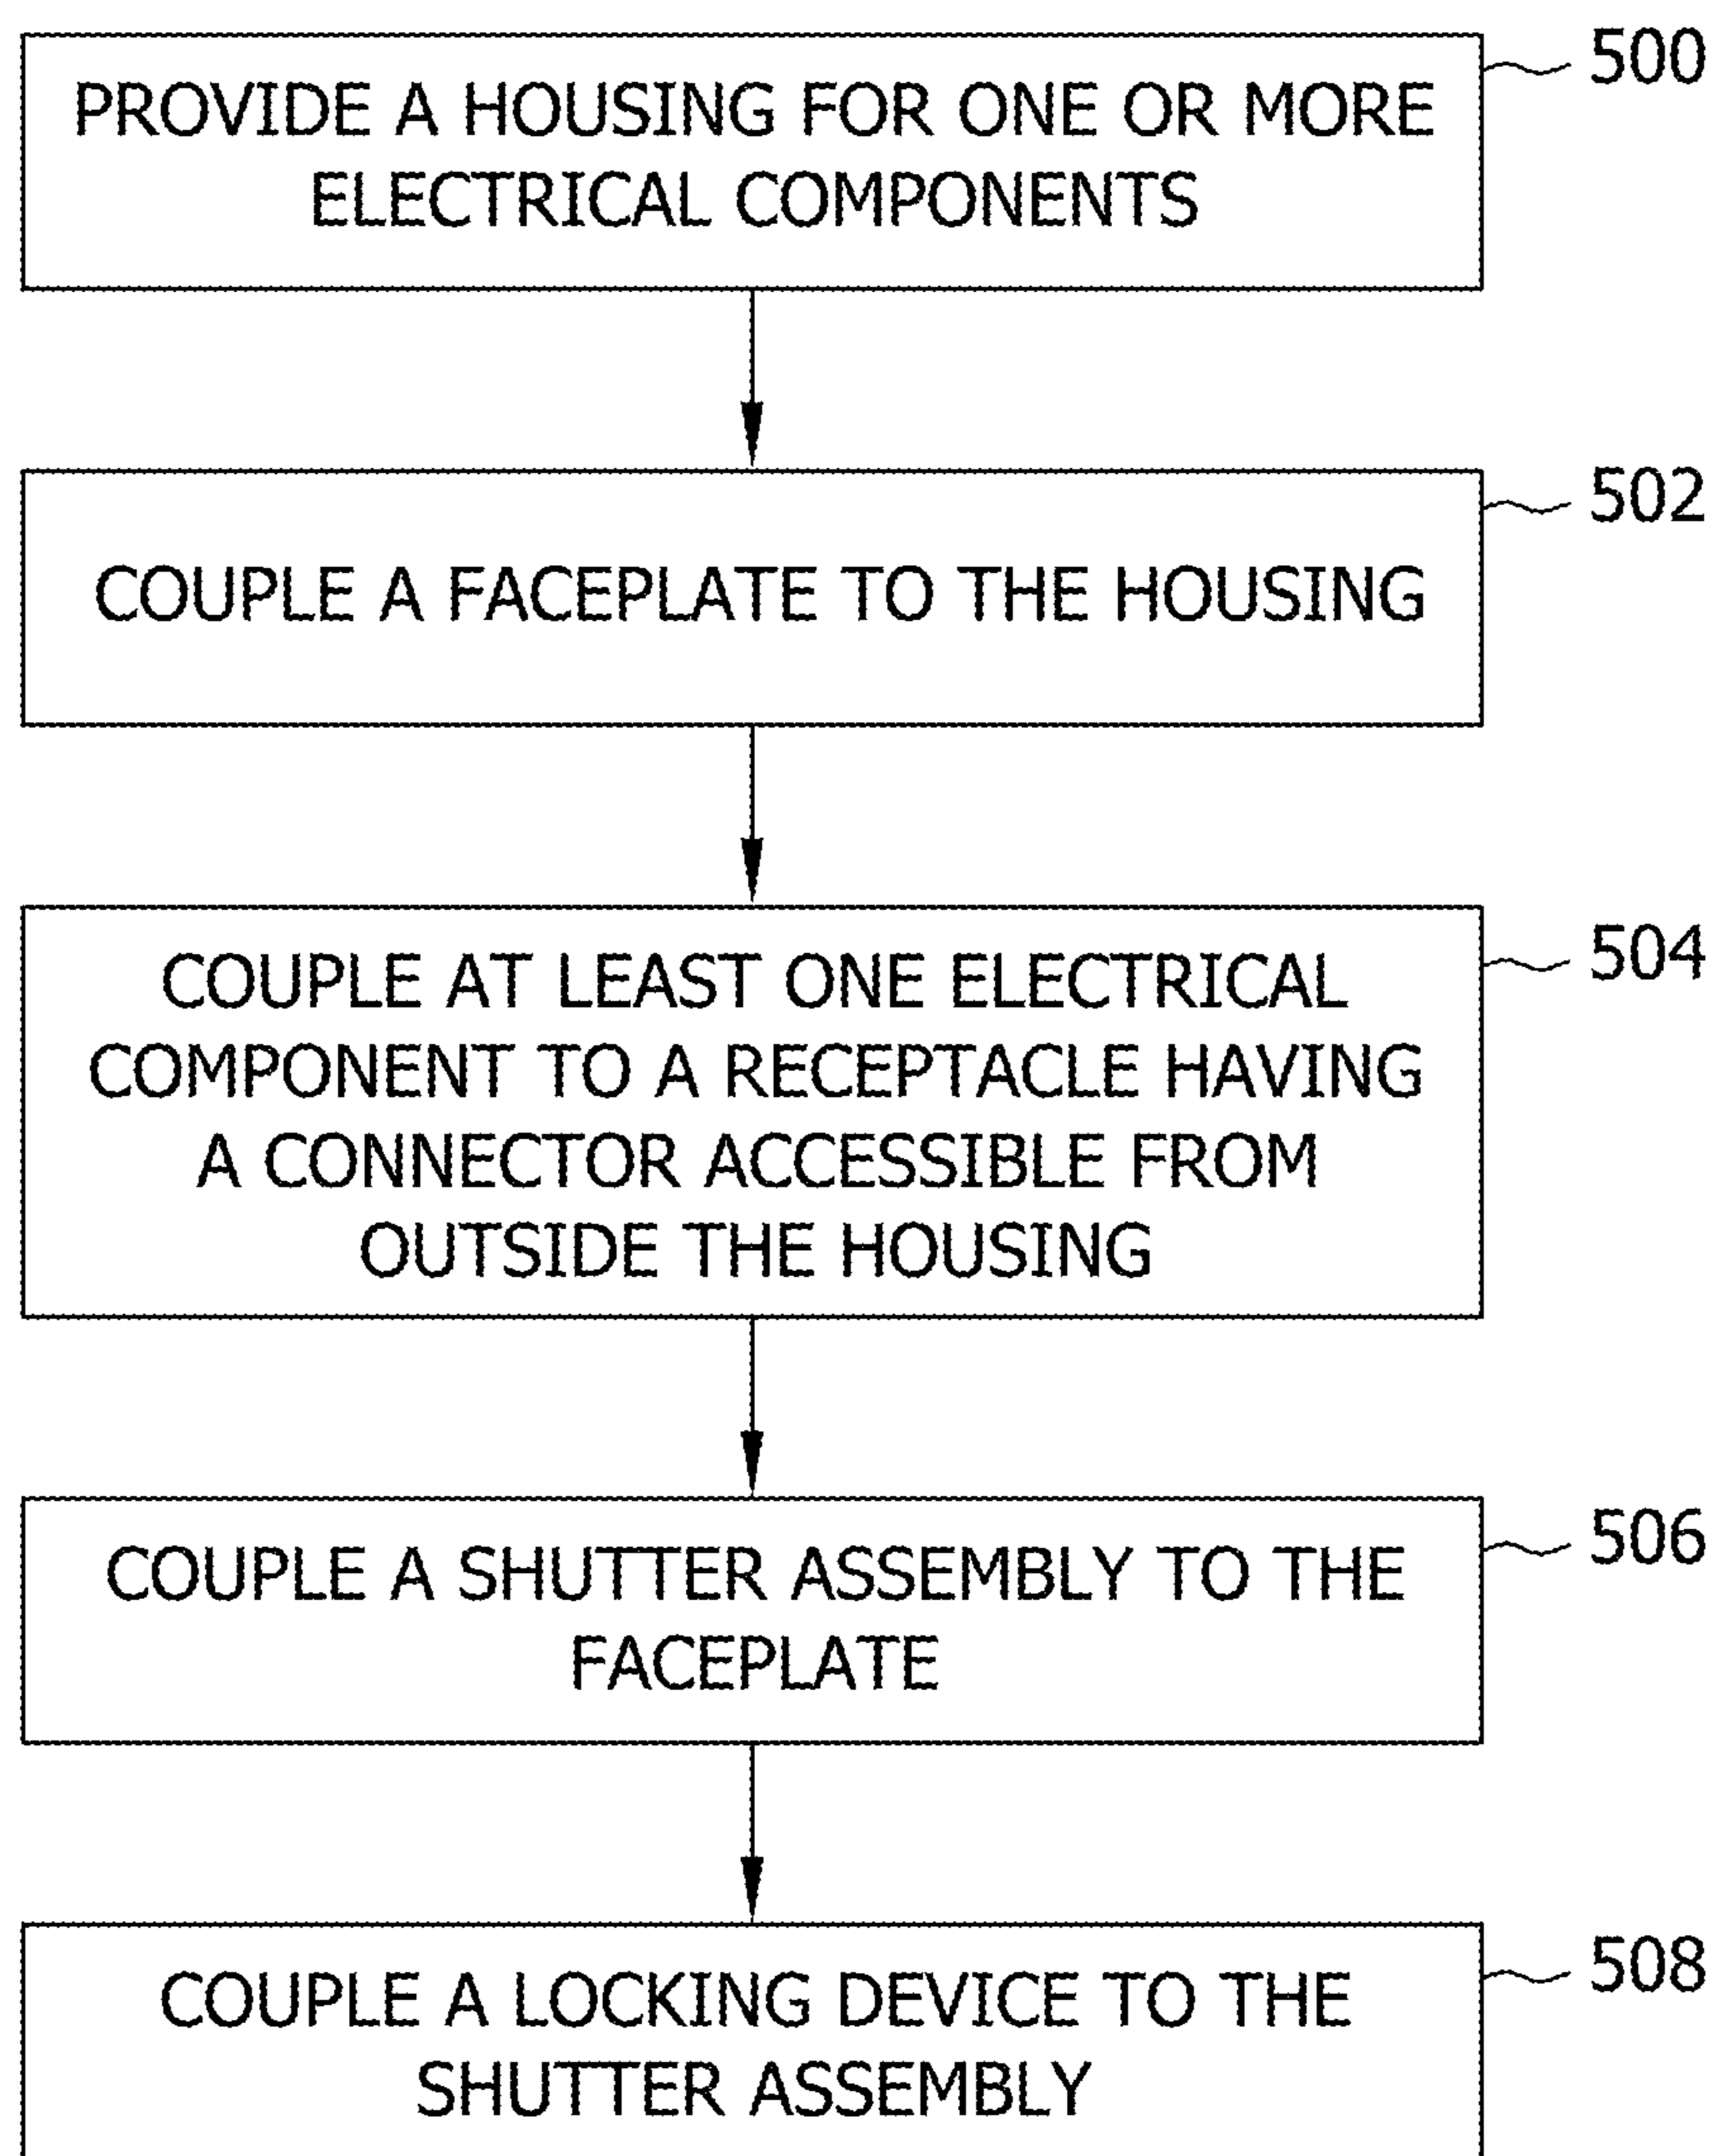 500
PROVIDE A HOUSING FOR ONE OR MORE
ELECTRICAL COMPONENTS
502
COUPLE A FACEPLATE TO THE HOUSING
504
COUPLE AT LEAST ONE ELECTRICAL
COMPONENT TO A RECEPTACLE HAVING
A CONNECTOR ACCESSIBLE FROM
OUTSIDE THE HOUSING
506
COUPLE A SHUTTER ASSEMBLY TO THE
FACEPLATE
508
COUPLE A LOCKING DEVICE TO THE
SHUTTER ASSEMBLY